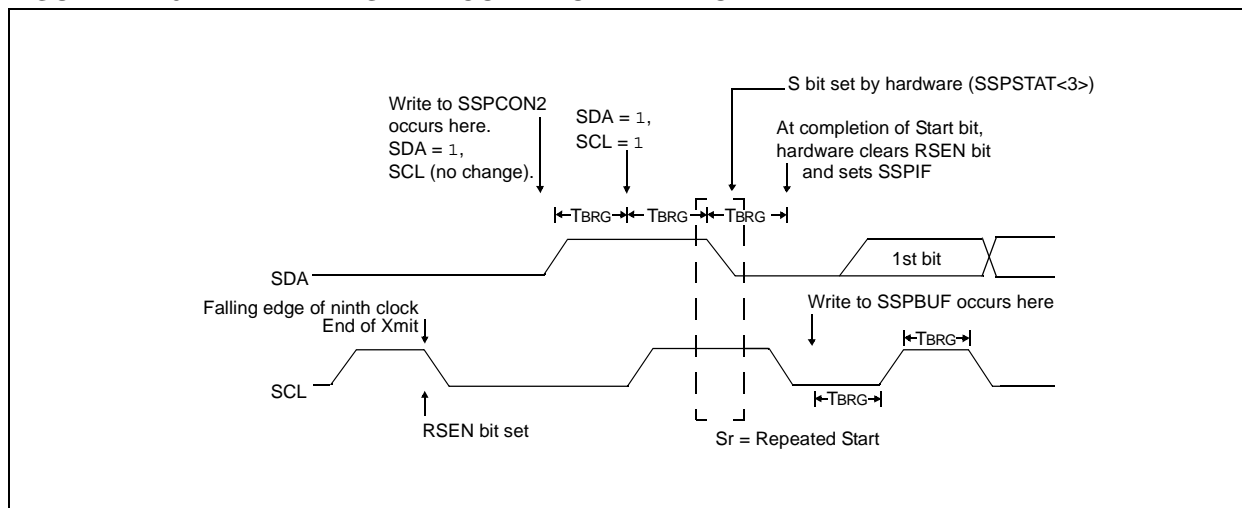 S bit set by hardware (SSPSTAT<3>)
Write to SSPCON2
occurs here.
SDA = 1,
SCL (no change).
SDA = 1,
SCL = 1
At completion of Start bit,
hardware clears RSEN bit
and sets SSPIF
TBRG
TBRG
TBRG
1st bit
SDA
Falling edge of ninth clock
End of Xmit
Write to SSPBUF occurs here
TBRG
SCL
TBRG
RSEN bit set
Sr = Repeated Start